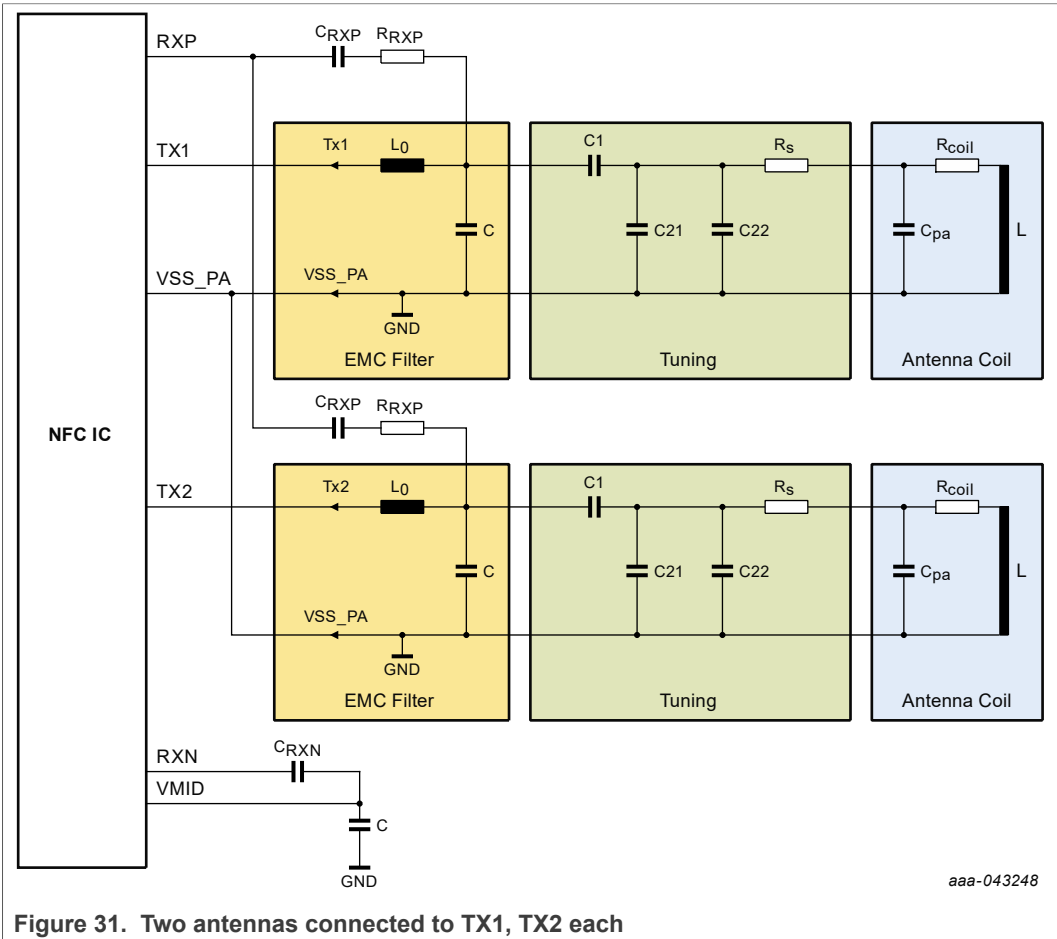 RXP
CRXP RRXP
TX1
Tx1 L0
C1
Rs
Rcoil
C
C21
C22
Cpa
L
VSS_PA
VSS_PA
GND
EMC Filter
Tuning
Antenna Coil
CRXP RRXP
NFC IC
TX2
Tx2 L0
C1
Rs
Rcoil
C
C21
C22
Cpa
L
VSS_PA
GND
EMC Filter
Tuning
Antenna Coil
RXN
CRXN
VMID
C
GND
aaa-043248
Figure 31. Two antennas connected to TX1, TX2 each